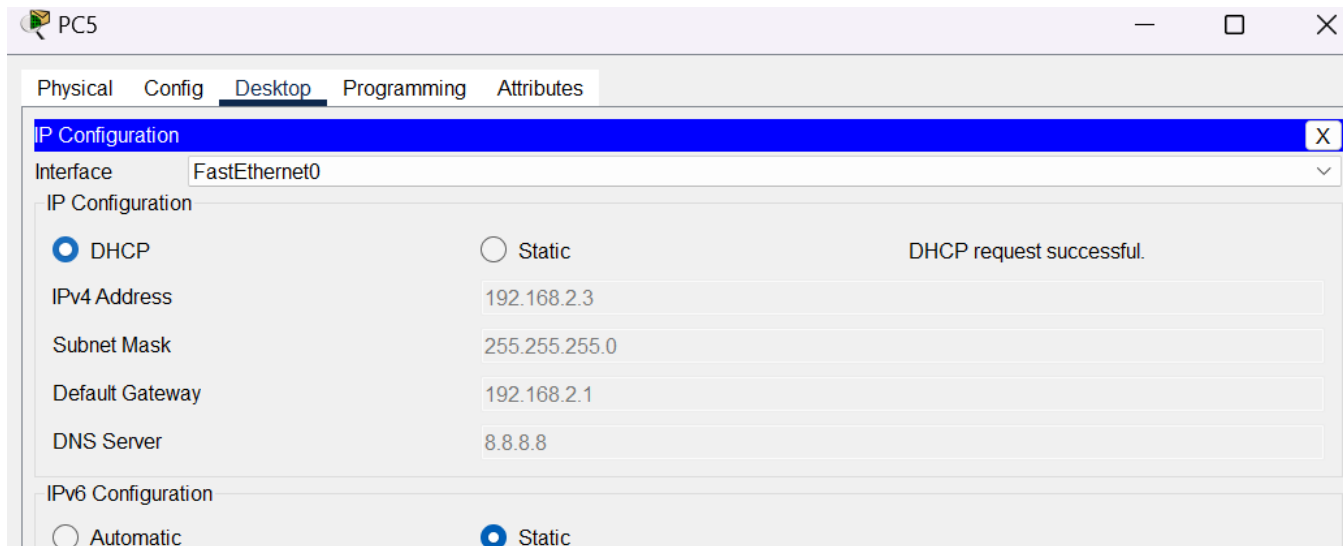 PC5
Physical Config Desktop Programming Attributes
IP Configuration X
Interface FastEthernet0
IP Configuration
DHCP Static DHCP request successful.
IPv4 Address 192.168.2.3
Subnet Mask 255.255.255.0
Default Gateway 192.168.2.1
DNS Server 8.8.8.8
IPv6 Configuration
Automatic Static